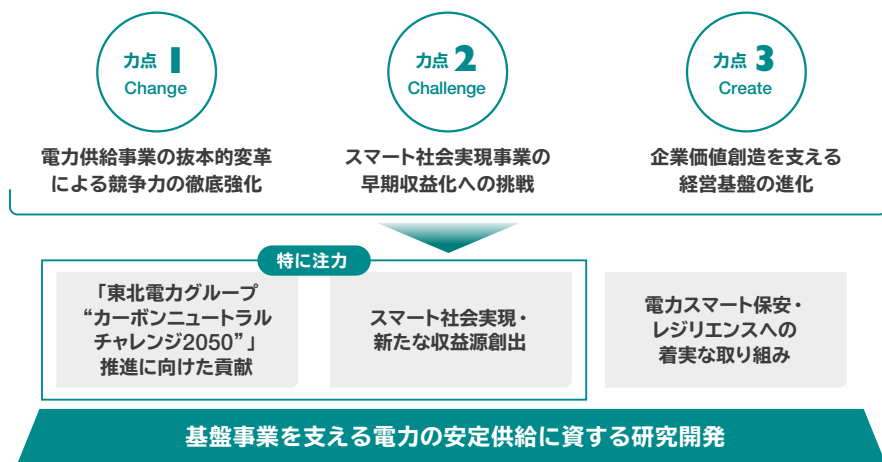 力点 1
Change
力点 2
Challenge
力点 3
Create
電力供給事業の抜本的変革
による競争力の徹底強化
スマート社会実現事業の
早期収益化への挑戦
企業価値創造を支える
経営基盤の進化
特に注力
「東北電力グループ
“カーボンニュートラル
チャレンジ2050”」
推進に向けた貢献
スマート社会実現・
新たな収益源創出
電力スマート保安・
レジリエンスへの
着実な取り組み
基盤事業を支える電力の安定供給に資する研究開発